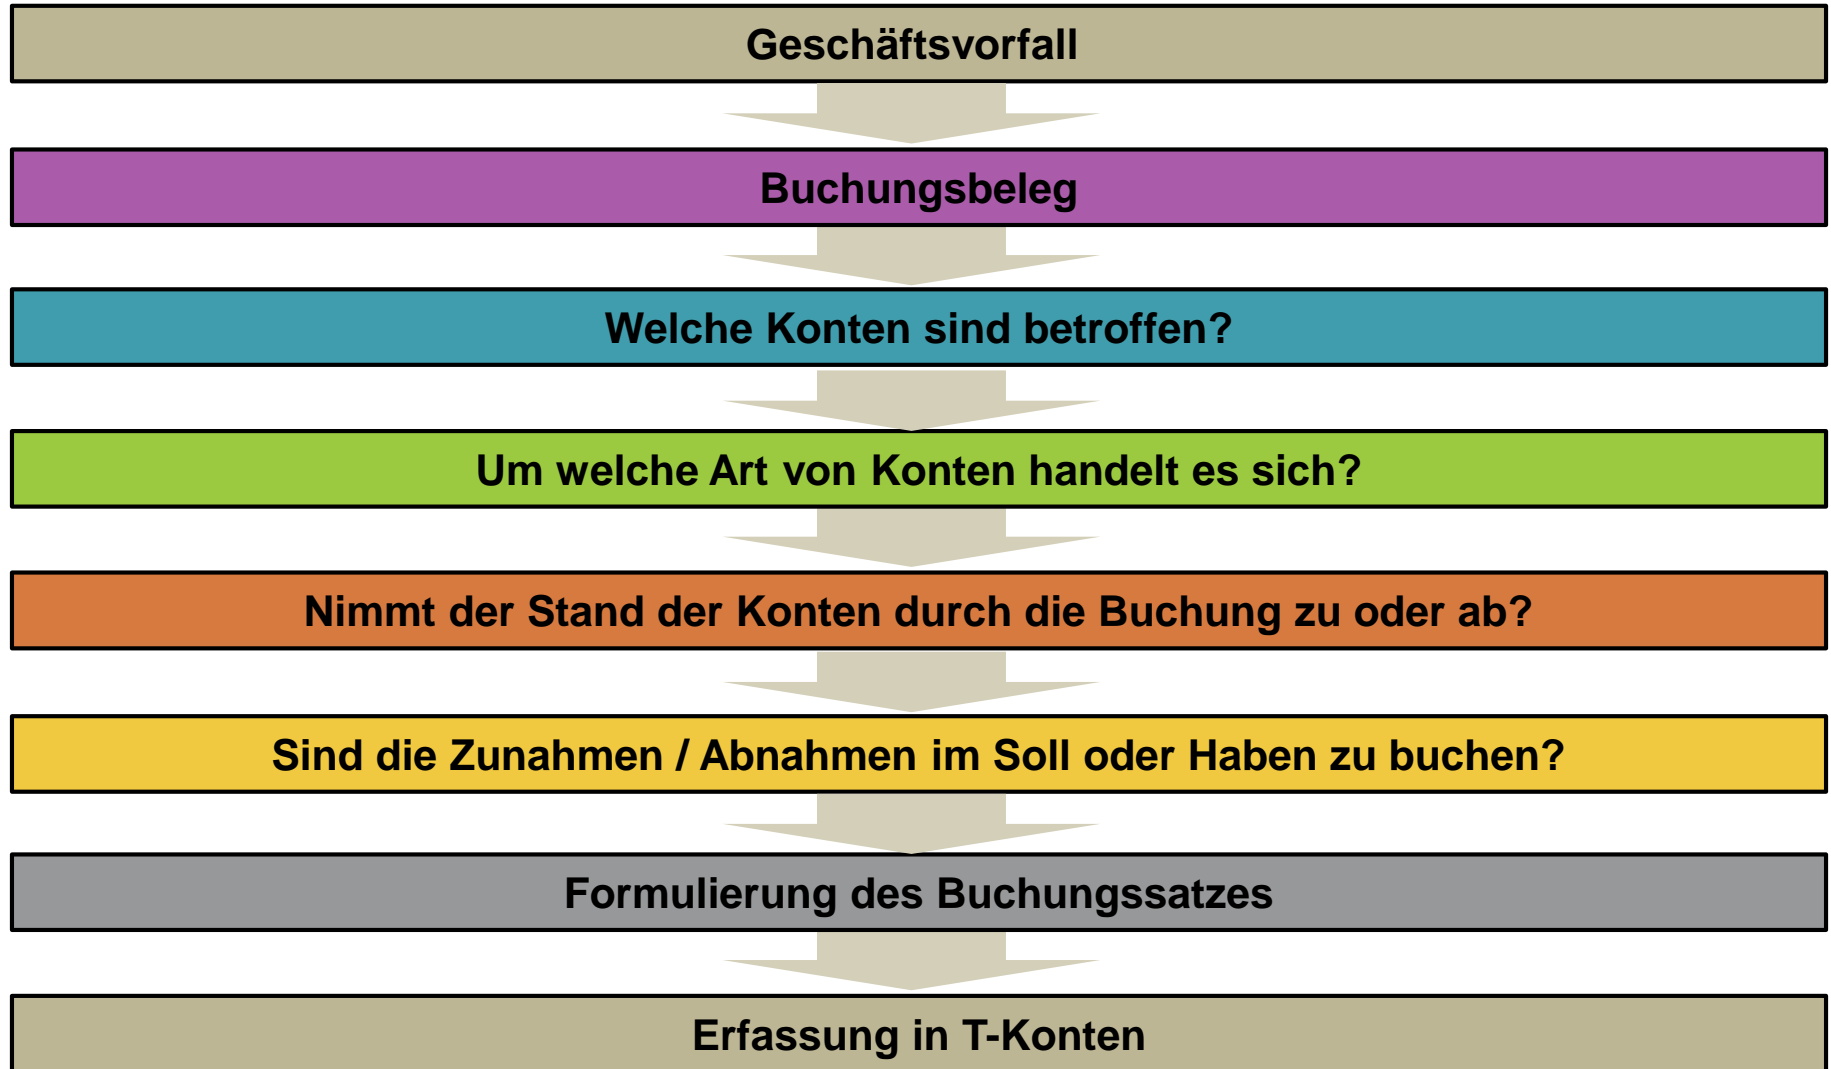 Geschäftsvorfall
Buchungsbeleg
Welche Konten sind betroffen?
Um welche Art von Konten handelt es sich?
Nimmt der Stand der Konten durch die Buchung zu oder ab?
Sind die Zunahmen / Abnahmen im Soll oder Haben zu buchen?
Formulierung des Buchungssatzes
Erfassung in T-Konten